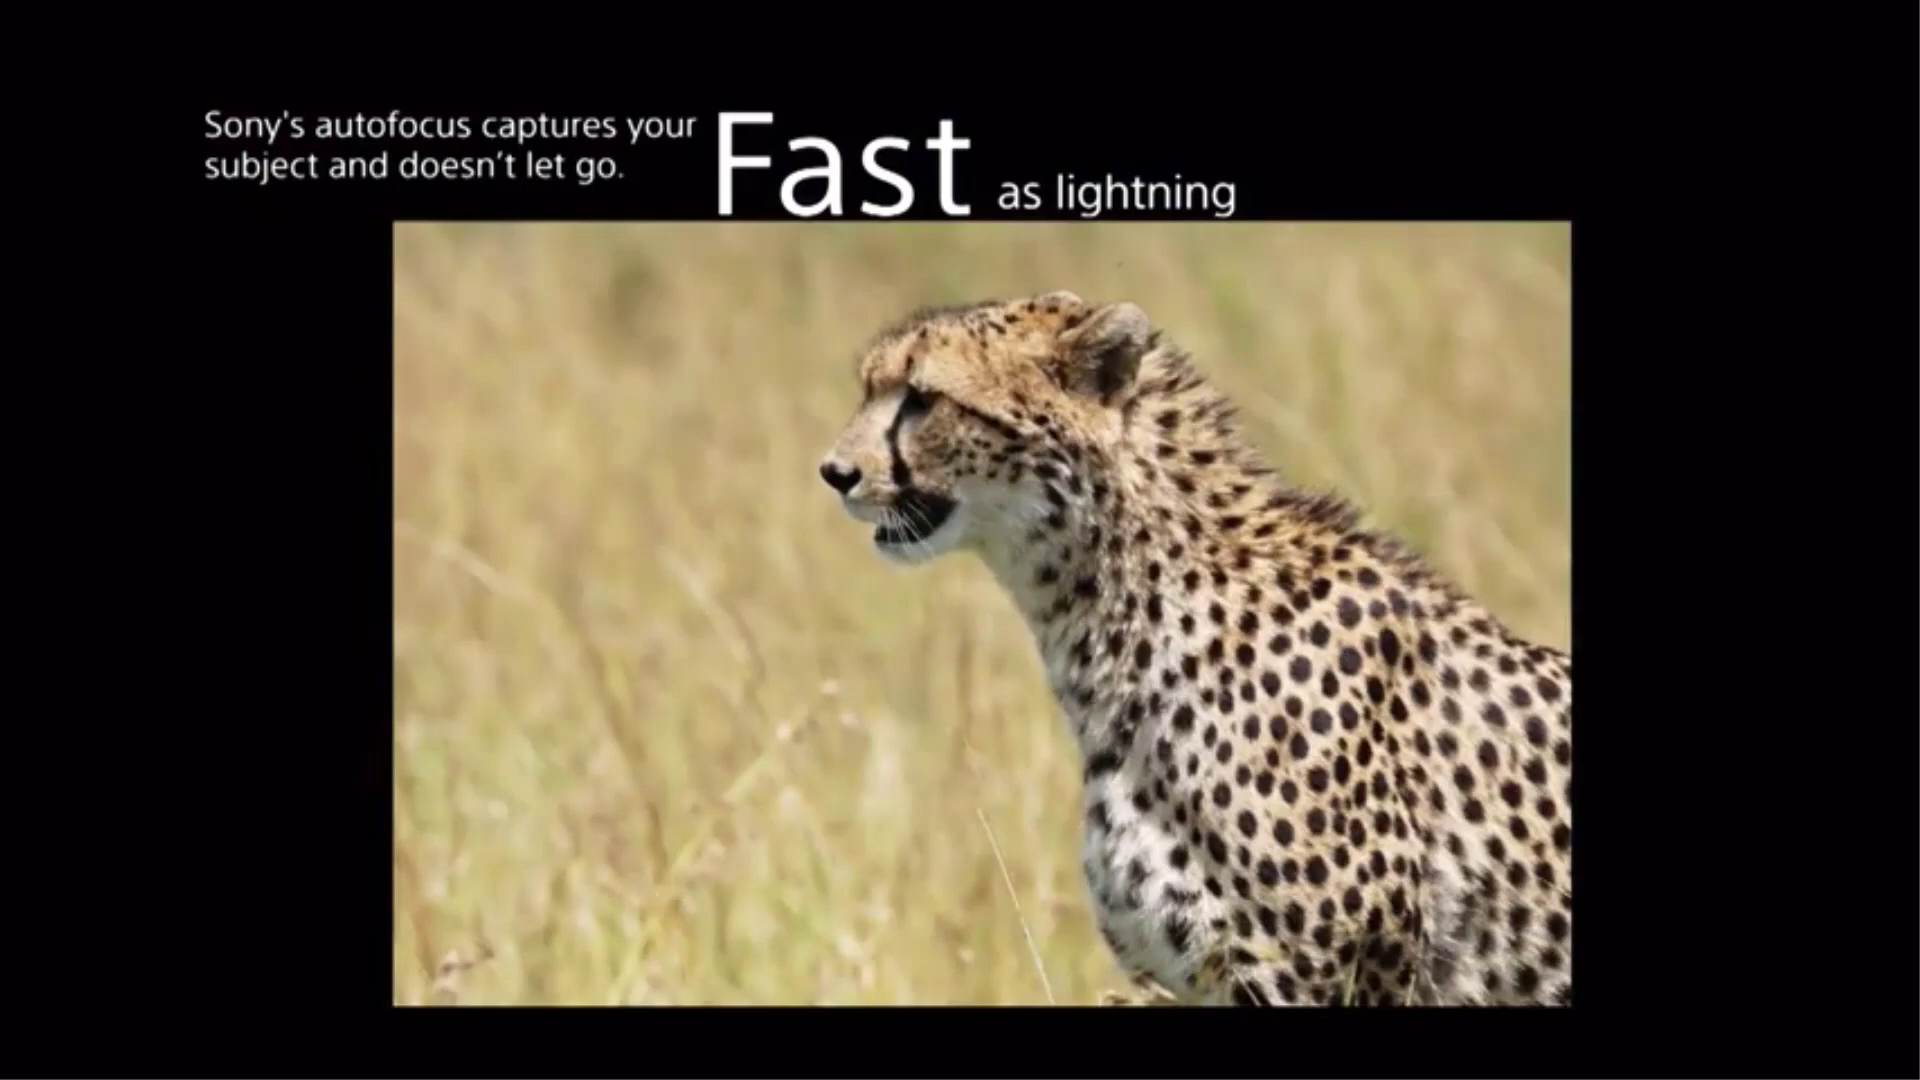 Sony's autofocus captures your
subject and doesn’t let go.
Fast as lightning